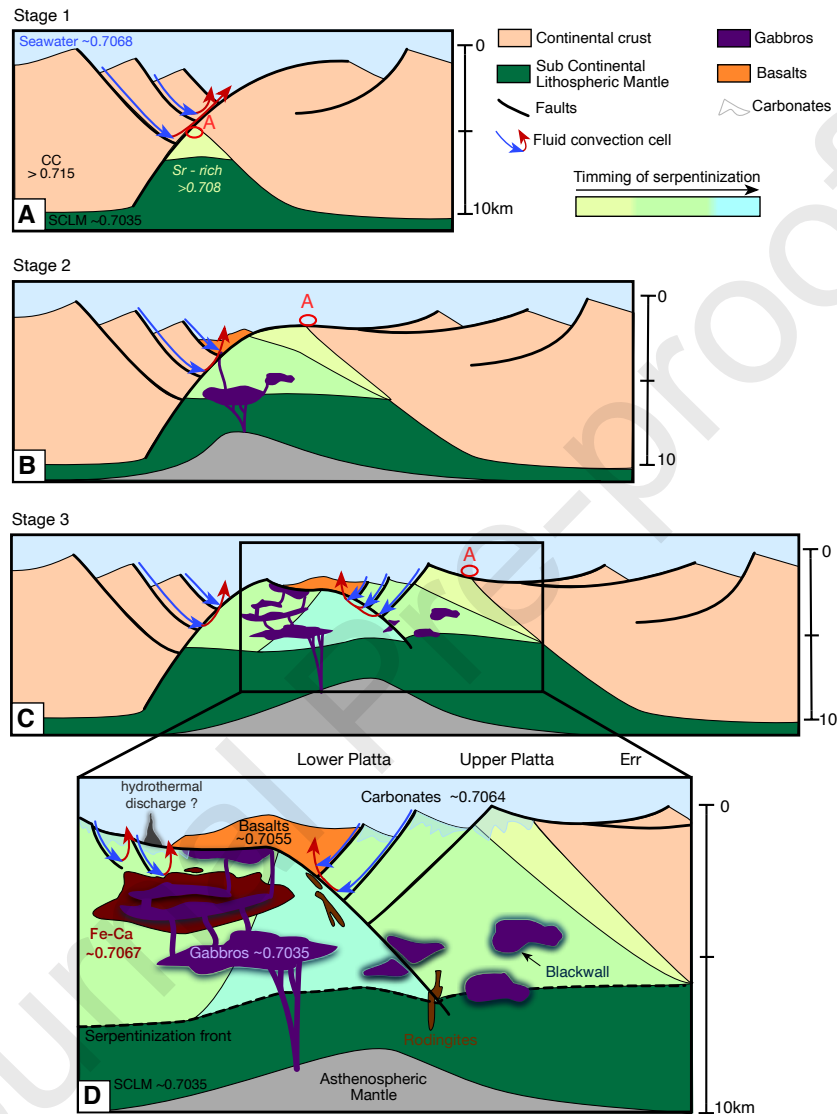 Stage 1
Seawater ~0.7068
A
CC
> 0.715
Sr - rich
>0.708
SCLM ~0.7035
A
0
10km
Continental crust
Sub Continental
Lithospheric Mantle
Faults
Fluid convection cell
Gabbros
Basalts
Carbonates
Timming of serpentinization
Stage 2
A
B
0
10
Stage 3
A
C
0
10
Lower Platta
Upper Platta
Err
hydrothermal
discharge ?
Carbonates ~0.7064
Basalts
~0.7055
Fe-Ca
~0.7067
Gabbros ~0.7035
Blackwall
Serpentinization front
Rodingites
SCLM ~0.7035
Asthenospheric
Mantle
D
0
10km
Journal Pre-proof